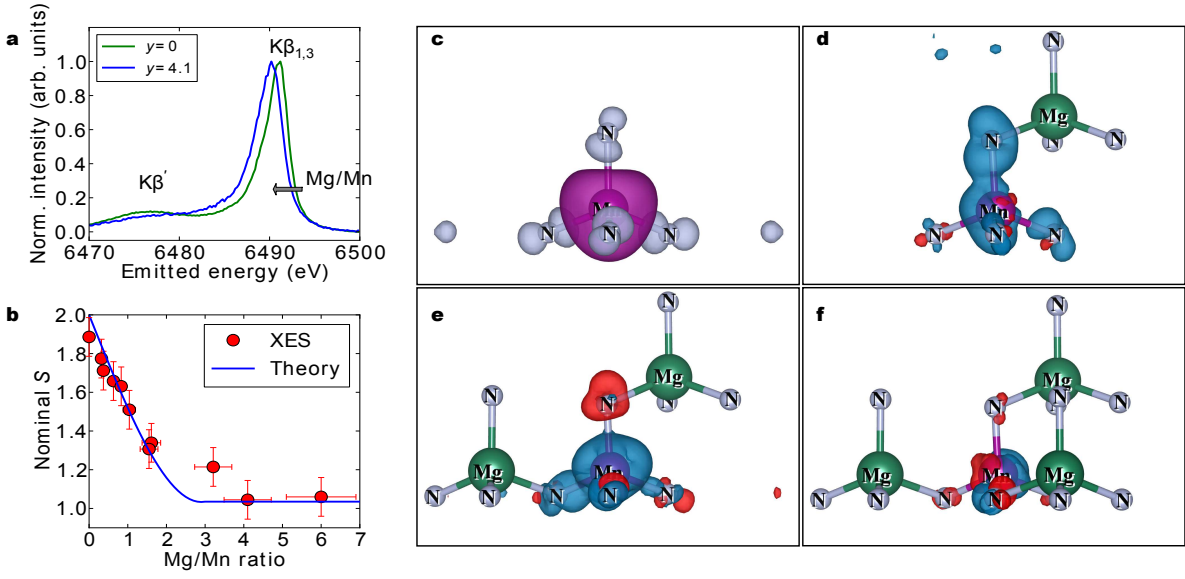 a
Norm. intensity (arb. units)
1.0
0.8
0.6
0.4
0.2
0.0
y= 0
y= 4.1
Kβ1,3
Kβ′
Mg/Mn
6470 6480 6490 6500
Emitted energy (eV)
b
Nominal S
2.0
1.8
1.6
1.4
1.2
1.0
XES
Theory
0 1 2 3 4 5 6 7
Mg/Mn ratio
c
N
Mn
N N N
d
N
Mg
N N N
N
Mn
N N N
e
N
Mg
N N N
N
Mg
N N
Mn
N N N
f
N
Mg
N N N
N
N
Mg
N N
Mn
N
N
Mg
N N